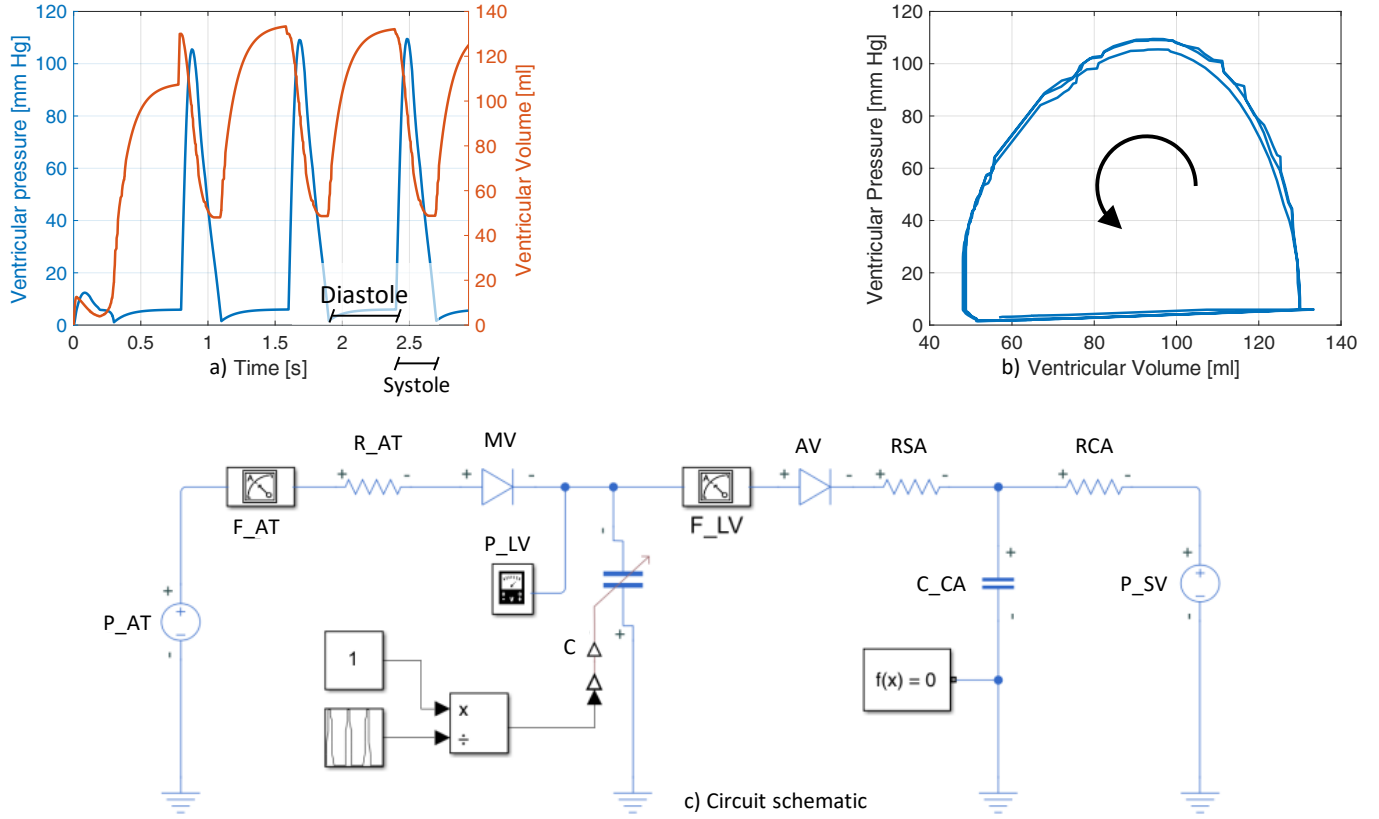 120
100
80
60
40
20
0
Ventricular pressure [mm Hg]
140
120
100
80
60
40
20
0
Ventricular Volume [ml]
Diastole
0 0.5 1 1.5 2 2.5
a) Time [s]
Systole
120
100
80
60
40
20
0
Ventricular Pressure [mm Hg]
40 60 80 100 120 140
b) Ventricular Volume [ml]
R_AT MV AV RSA RCA
+ - + - + - + - + -
A A
F_AT F_LV
P_LV
V
-
+
C_CA
-
+
P_SV
+
-
+
P_AT
+
-
-
+
C
1
x
÷
f(x) = 0
c) Circuit schematic